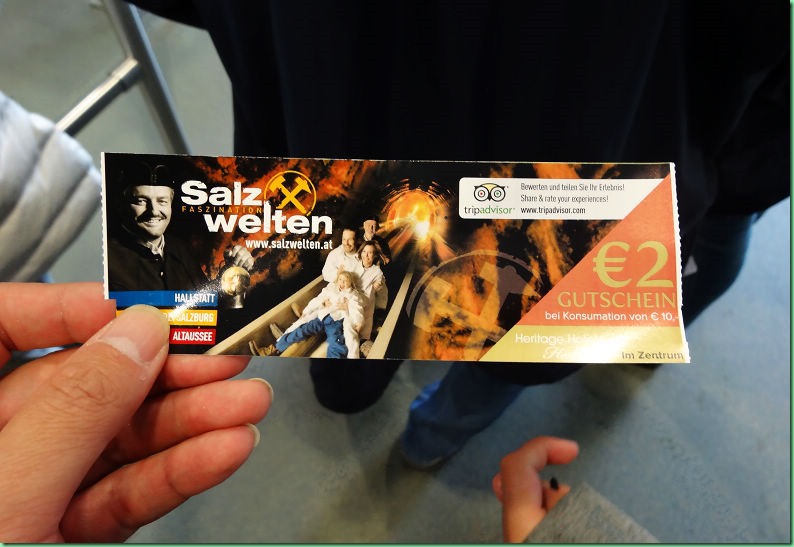 Salz
FASZINATION
welten
www.salzwelten.at
HALLSTATT
SALZBURG
ALTAUSSEE
tripadvisor
Bewerten und teilen Sie Ihr Erlebnis!
Share & rate your experiences!
www.tripadvisor.com
€2
GUTSCHEIN
bei Konsumation von € 10,-
Heritage
im Zentrum